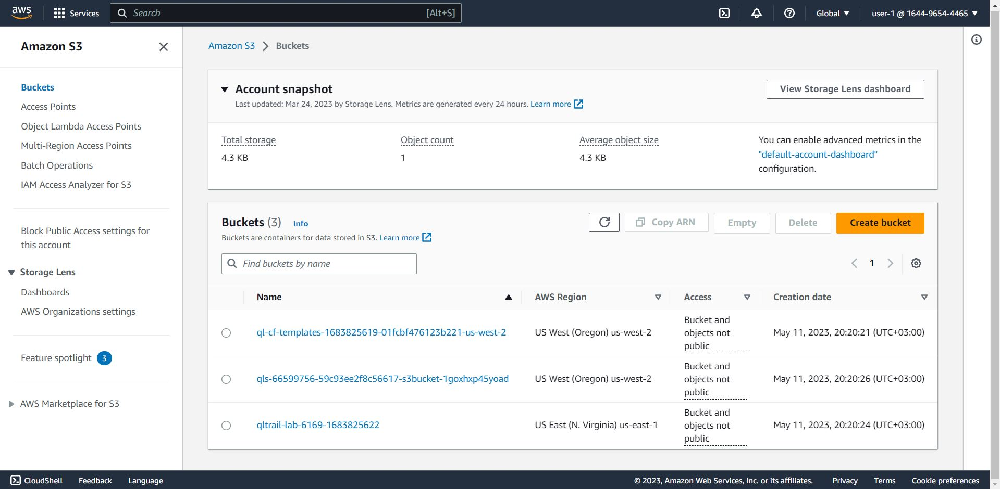 aws
Services
Search
[Alt+S]
Global
user-1 @ 1644-9654-4465
Amazon S3
Buckets
Access Points
Object Lambda Access Points
Multi-Region Access Points
Batch Operations
IAM Access Analyzer for S3
Block Public Access settings for
this account
Storage Lens
Dashboards
AWS Organizations settings
Feature spotlight 3
AWS Marketplace for S3
Amazon S3 > Buckets
Account snapshot
Last updated: Mar 24, 2023 by Storage Lens. Metrics are generated every 24 hours. Learn more
View Storage Lens dashboard
Total storage
4.3 KB
Object count
1
Average object size
4.3 KB
You can enable advanced metrics in the
"default-account-dashboard"
configuration.
Buckets (3) Info
Buckets are containers for data stored in S3. Learn more
Copy ARN
Empty
Delete
Create bucket
Find buckets by name
1
Name
AWS Region
Access
Creation date
ql-cf-templates-1683825619-01fcbf476123b221-us-west-2
US West (Oregon) us-west-2
Bucket and
objects not
public
May 11, 2023, 20:20:21 (UTC+03:00)
qls-66599756-59c93ee2f8c56617-s3bucket-1goxhxp45yoad
US West (Oregon) us-west-2
Bucket and
objects not
public
May 11, 2023, 20:20:26 (UTC+03:00)
qltrail-lab-6169-1683825622
US East (N. Virginia) us-east-1
Bucket and
objects not
public
May 11, 2023, 20:20:24 (UTC+03:00)
CloudShell
Feedback
Language
© 2023, Amazon Web Services, Inc. or its affiliates.
Privacy
Terms
Cookie preferences